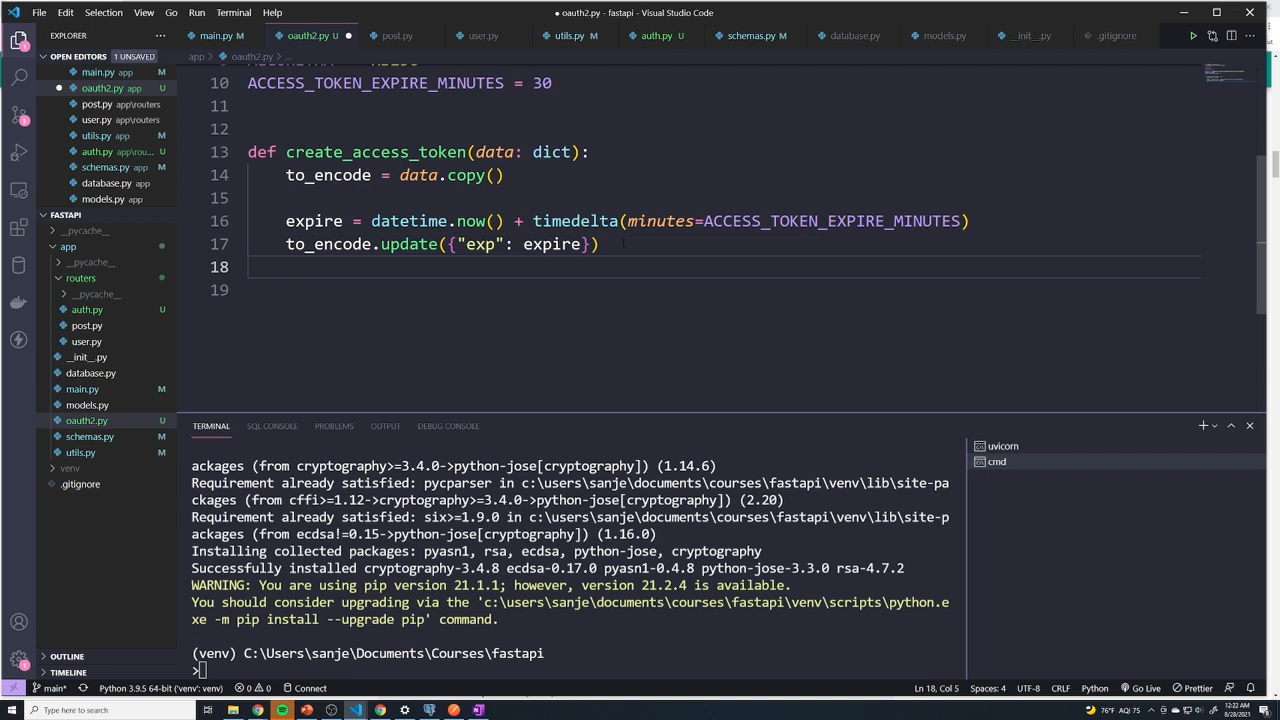 File Edit Selection View Go Run Terminal Help
● oauth2.py - fastapi - Visual Studio Code
EXPLORER
main.py M
oauth2.py U
post.py
user.py
utils.py M
auth.py U
schemas.py M
database.py
models.py
__init__.py
.gitignore
OPEN EDITORS 1 UNSAVED
main.py app M
oauth2.py app U
post.py app\routers
user.py app\routers
utils.py app M
auth.py app\rou... U
schemas.py app M
database.py app
models.py app
FASTAPI
__pycache__
app
__pycache__
routers
__pycache__
auth.py U
post.py
user.py
__init__.py
database.py
main.py M
models.py
oauth2.py U
schemas.py M
utils.py M
venv
.gitignore
OUTLINE
TIMELINE
app > oauth2.py > ...
10 ACCESS_TOKEN_EXPIRE_MINUTES = 30
11
12
13 def create_access_token(data: dict):
14 to_encode = data.copy()
15
16 expire = datetime.now() + timedelta(minutes=ACCESS_TOKEN_EXPIRE_MINUTES)
17 to_encode.update({"exp": expire})
18
19
TERMINAL SQL CONSOLE PROBLEMS OUTPUT DEBUG CONSOLE
uvicorn
cmd
ackages (from cryptography>=3.4.0->python-jose[cryptography]) (1.14.6)
Requirement already satisfied: pycparser in c:\users\sanje\documents\courses\fastapi\venv\lib\site-pa
ckages (from cffi>=1.12->cryptography>=3.4.0->python-jose[cryptography]) (2.20)
Requirement already satisfied: six>=1.9.0 in c:\users\sanje\documents\courses\fastapi\venv\lib\site-p
ackages (from ecdsa!=0.15->python-jose[cryptography]) (1.16.0)
Installing collected packages: pyasn1, rsa, ecdsa, python-jose, cryptography
Successfully installed cryptography-3.4.8 ecdsa-0.17.0 pyasn1-0.4.8 python-jose-3.3.0 rsa-4.7.2
WARNING: You are using pip version 21.1.1; however, version 21.2.4 is available.
You should consider upgrading via the 'c:\users\sanje\documents\courses\fastapi\venv\scripts\python.e
xe -m pip install --upgrade pip' command.
(venv) C:\Users\sanje\Documents\Courses\fastapi
>
main* Python 3.9.5 64-bit ('venv': venv) 0 0 Connect
Ln 18, Col 5 Spaces: 4 UTF-8 CRLF Python Go Live Prettier
Type here to search
76°F AQI 75
12:22 AM
8/28/2021